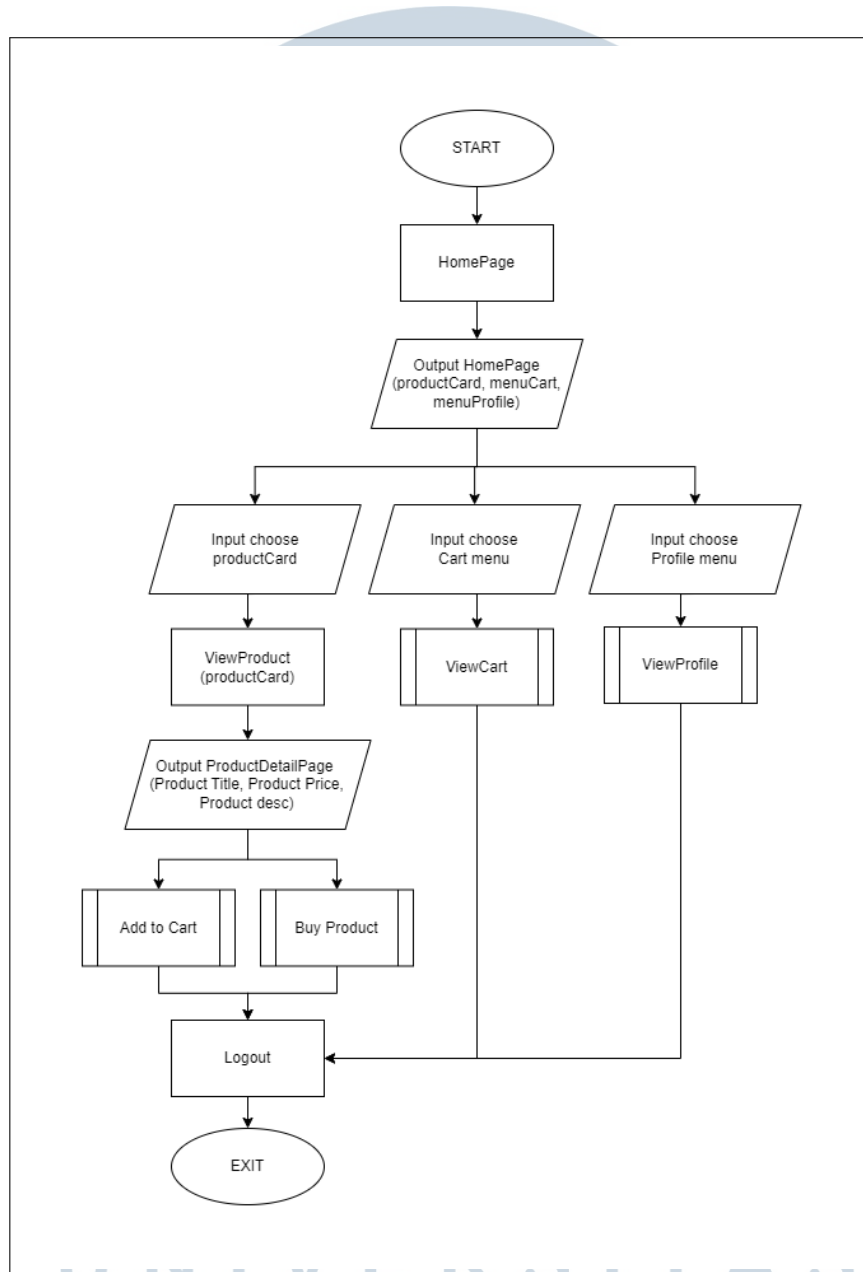 START
HomePage
Output HomePage
(productCard, menuCart,
menuProfile)
Input choose
productCard
Input choose
Cart menu
Input choose
Profile menu
ViewProduct
(productCard)
ViewCart
ViewProfile
Output ProductDetailPage
(Product Title, Product Price,
Product desc)
Add to Cart
Buy Product
Logout
EXIT